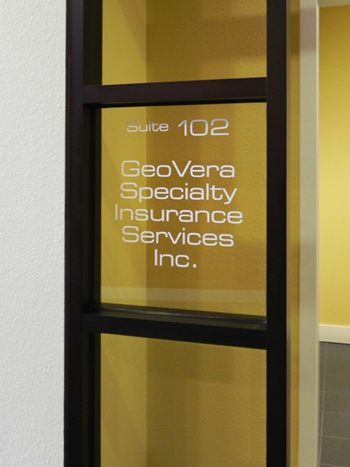 Suite 102
GeoVera
Specialty
Insurance
Services
Inc.